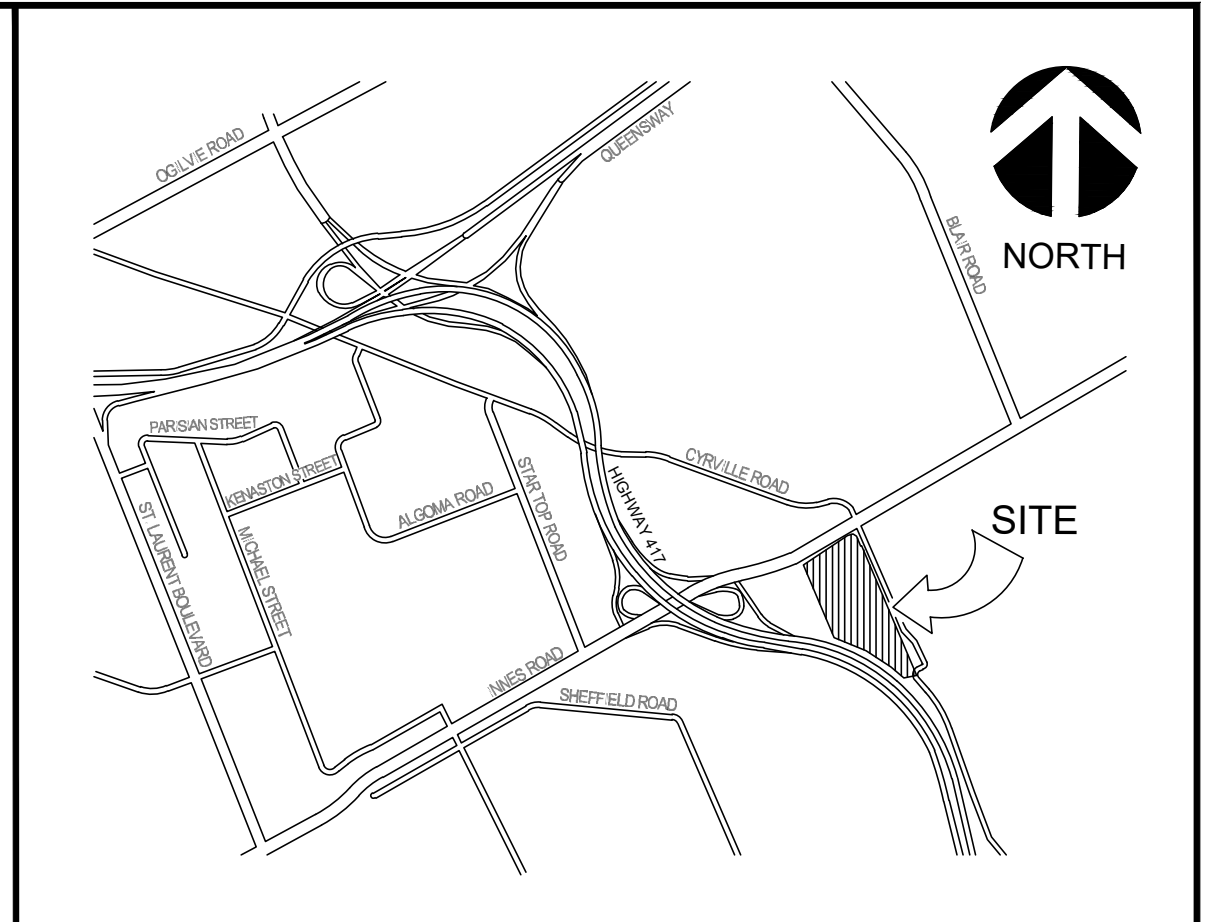 OGILVIE ROAD
QUEENSWAY
BLAIR ROAD
NORTH
PARISIAN STREET
KENASTON STREET
ALGOMA ROAD
STAR TOP ROAD
CYRVILLE ROAD
HIGHWAY 417
SITE
ST. LAURENT BOULEVARD
MICHAEL STREET
INNES ROAD
SHEFFIELD ROAD